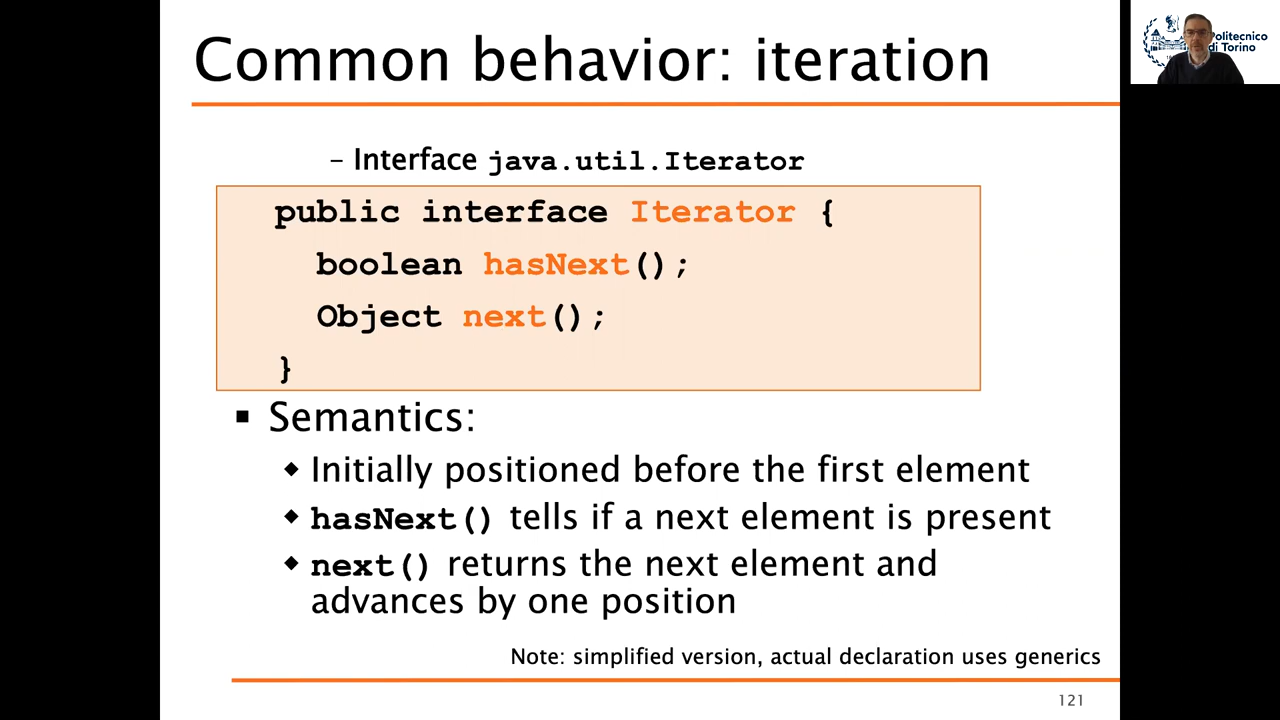 Common behavior: iteration
Politecnico
di Torino
– Interface java.util.Iterator
public interface Iterator {
boolean hasNext();
Object next();
}
▪ Semantics:
◆ Initially positioned before the first element
◆ hasNext() tells if a next element is present
◆ next() returns the next element and
advances by one position
Note: simplified version, actual declaration uses generics
121